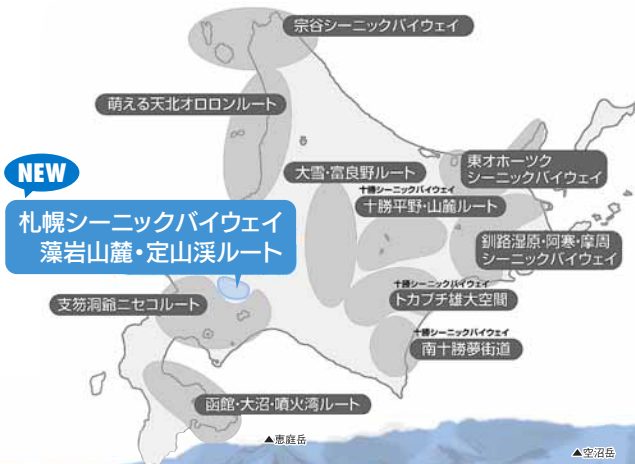 宗谷シーニックバイウェイ
萌える天北オロロンルート
NEW
札幌シーニックバイウェイ
藻岩山麓・定山渓ルート
大雪・富良野ルート
東オホーツク
シーニックバイウェイ
十勝シーニックバイウェイ
十勝平野・山麓ルート
釧路湿原・阿寒・摩周
シーニックバイウェイ
支笏洞爺ニセコルート
十勝シーニックバイウェイ
トカプチ雄大空間
十勝シーニックバイウェイ
南十勝夢街道
函館・大沼・噴火湾ルート
▲恵庭岳
▲空沼岳